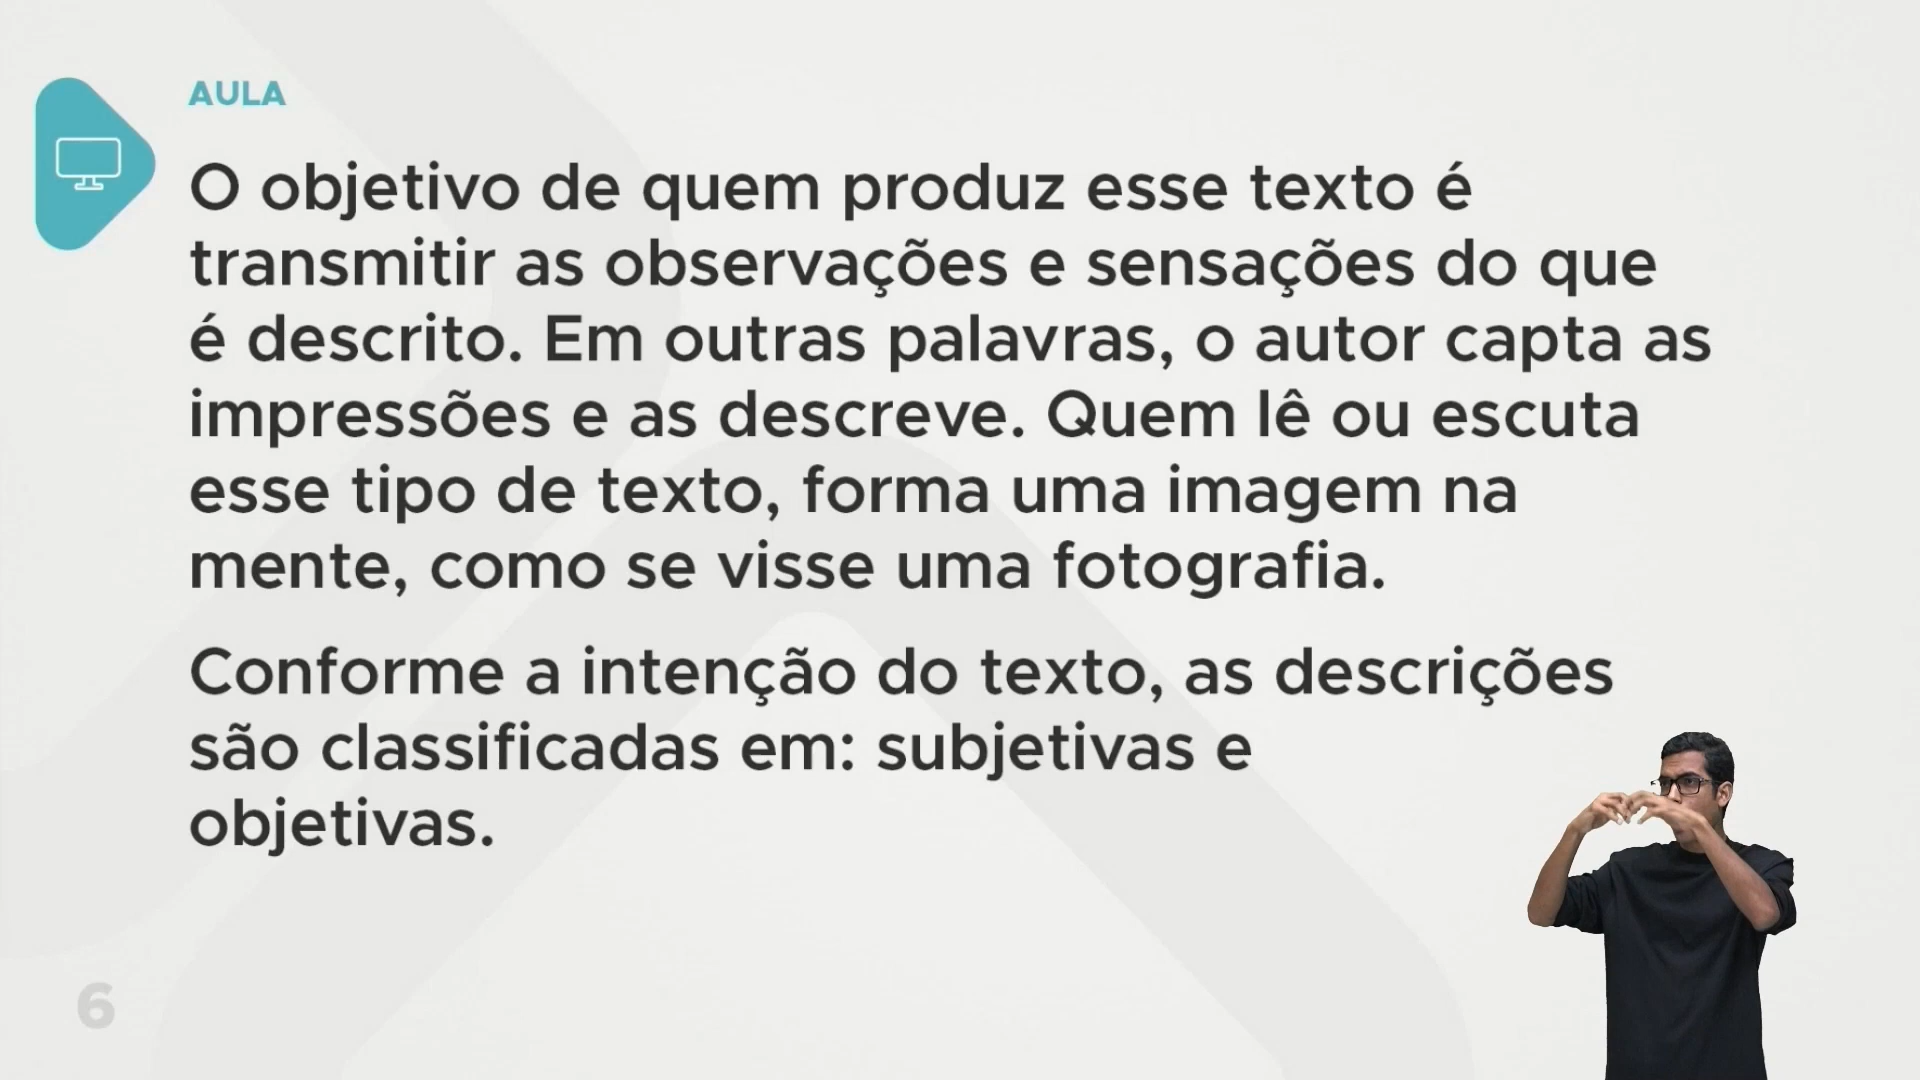 AULA
O objetivo de quem produz esse texto é
transmitir as observações e sensações do que
é descrito. Em outras palavras, o autor capta as
impressões e as descreve. Quem lê ou escuta
esse tipo de texto, forma uma imagem na
mente, como se visse uma fotografia.
Conforme a intenção do texto, as descrições
são classificadas em: subjetivas e
objetivas.
6